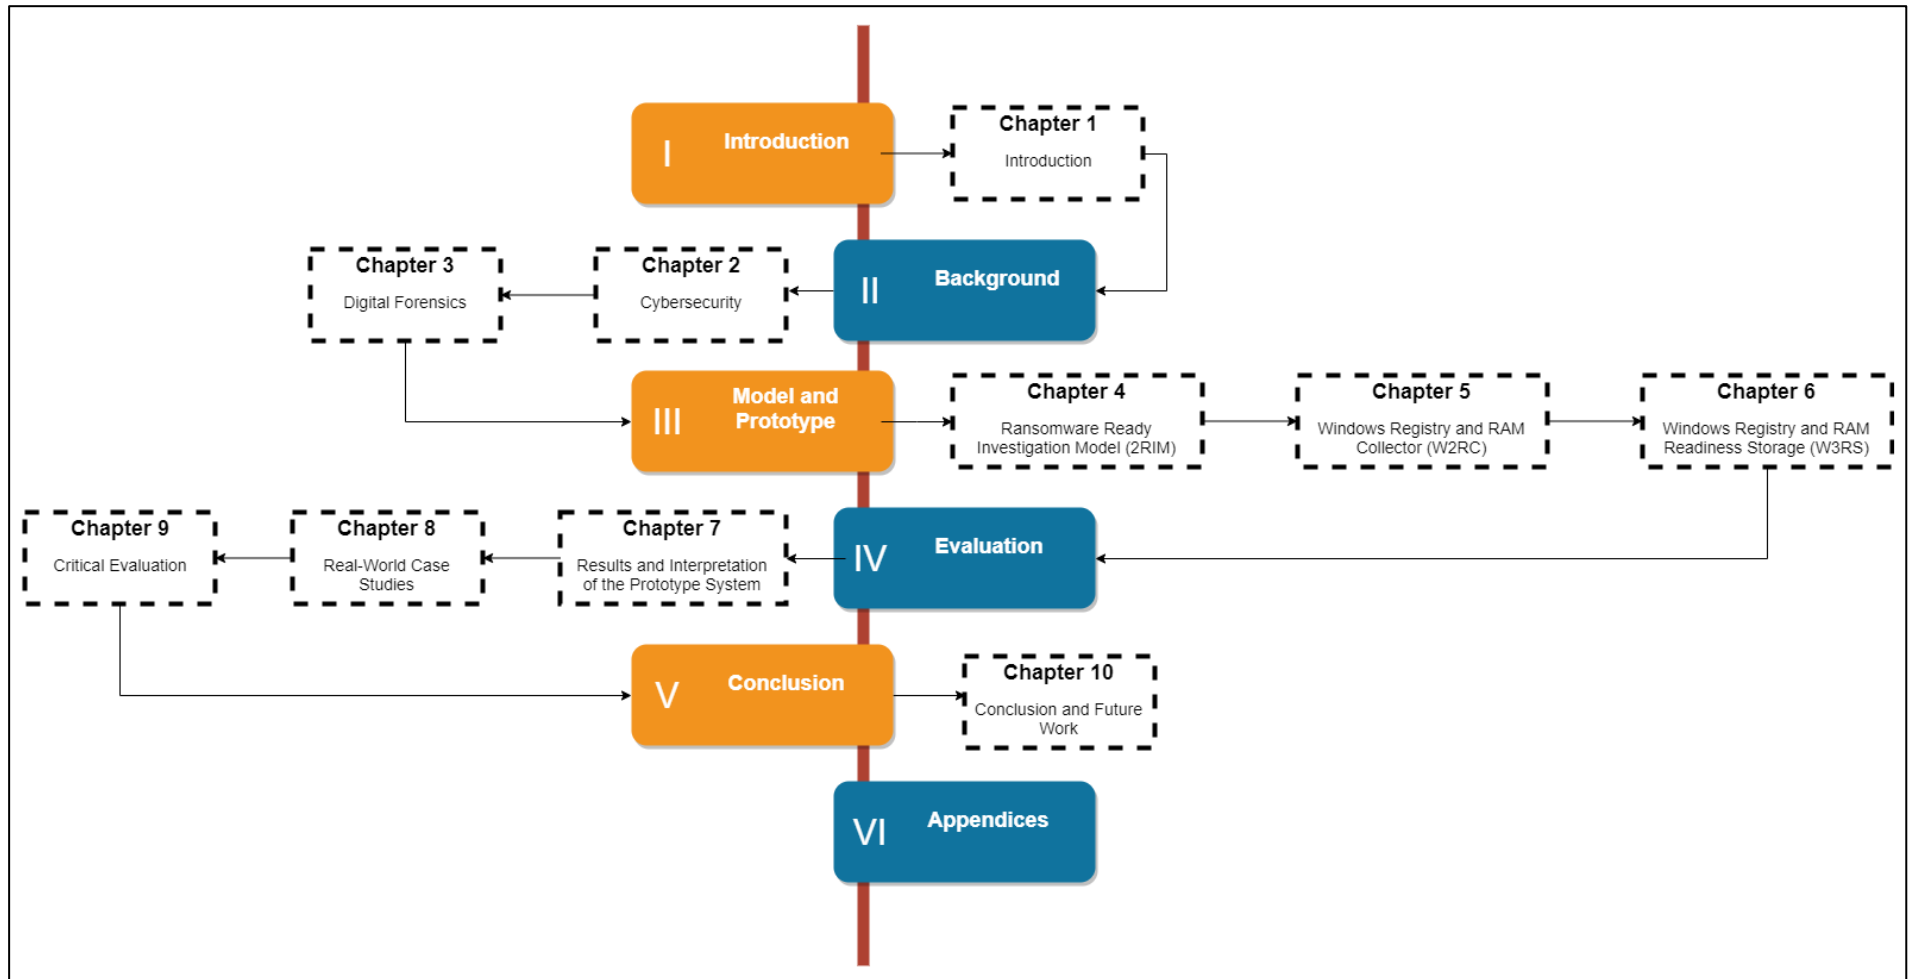 I
Introduction
Chapter 1
Introduction
II
Background
Chapter 2
Cybersecurity
Chapter 3
Digital Forensics
III
Model and
Prototype
Chapter 4
Ransomware Ready
Investigation Model (2RIM)
Chapter 5
Windows Registry and RAM
Collector (W2RC)
Chapter 6
Windows Registry and RAM
Readiness Storage (W3RS)
IV
Evaluation
Chapter 7
Results and Interpretation
of the Prototype System
Chapter 8
Real-World Case
Studies
Chapter 9
Critical Evaluation
V
Conclusion
Chapter 10
Conclusion and Future
Work
VI
Appendices